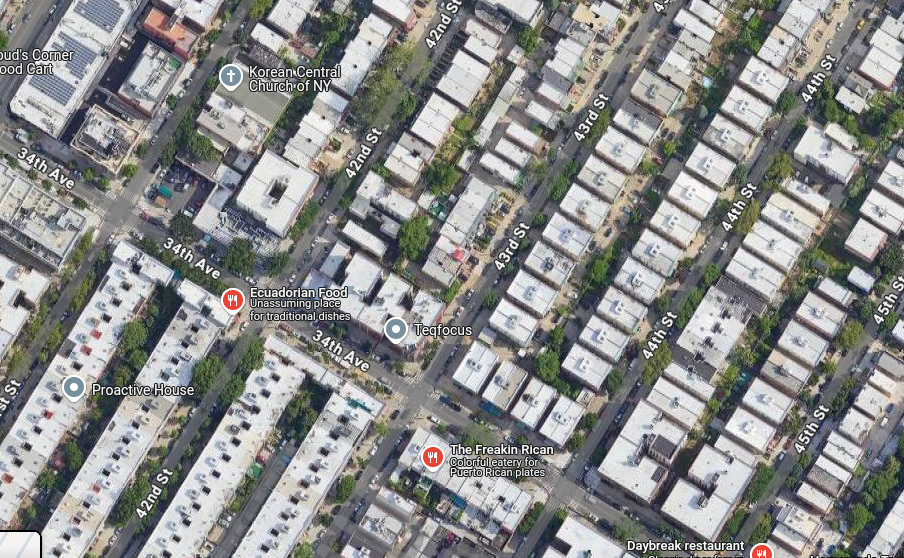 42nd St
oud's Corner
ood Cart
Korean Central
Church of NY
44th St
43rd St
42nd St
34th Ave
44th St
43rd St
34th Ave
45th St
Ecuadorian Food
Unassuming place
for traditional dishes
Teqfocus
34th Ave
44th St
Proactive House
st St
45th St
The Freakin Rican
Colorful eatery for
Puerto Rican plates
42nd St
Daybreak restaurant